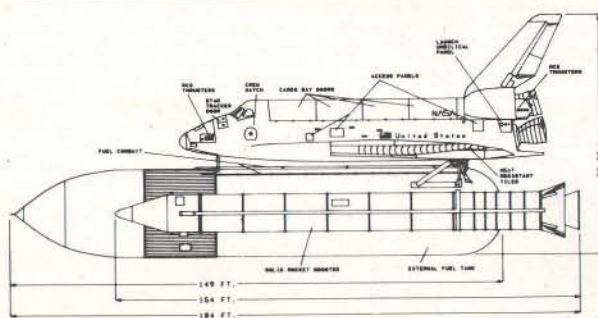 LAUNCH
UMBILICAL
PANEL
RCS
THRUSTERS
ACCESS PANELS
CREW
HATCH
CARGO BAY DOORS
RCS
THRUSTERS
STAR
TRACKER
DOOR
NASA
United States
FUEL CONDUIT
HEAT
RESISTANT
TILES
SOLID ROCKET BOOSTER
EXTERNAL FUEL TANK
149 FT.
154 FT.
184 FT.